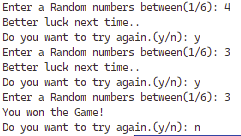 Enter a Random numbers between(1/6): 4
Better luck next time..
Do you want to try again.(y/n): y
Enter a Random numbers between(1/6): 3
Better luck next time..
Do you want to try again.(y/n): y
Enter a Random numbers between(1/6): 3
You won the Game!
Do you want to try again.(y/n): n